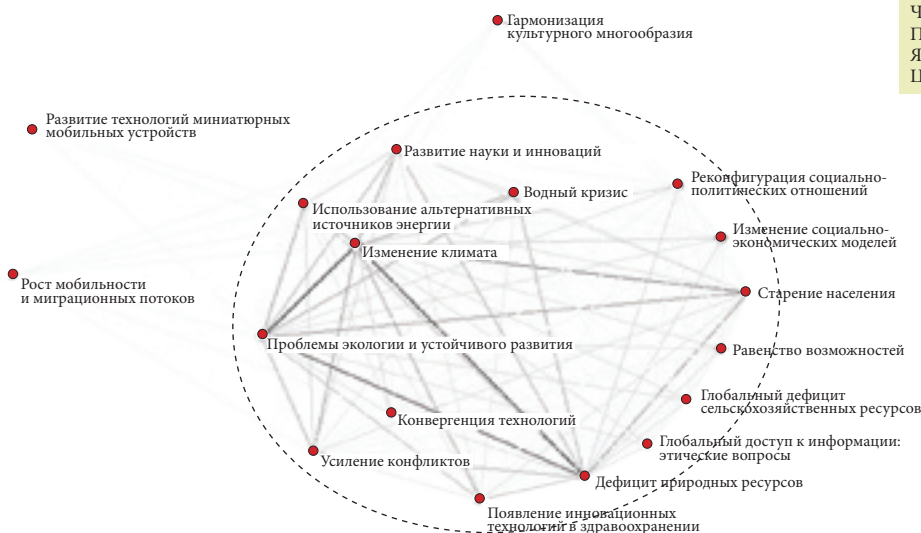 Гармонизация
культурного многообразия
Ч
П
Я
Ц
Развитие технологий миниатюрных
мобильных устройств
Развитие науки и инноваций
Водный кризис
Реконфигурация социально-
политических отношений
Использование альтернативных
источников энергии
Изменение социально-
экономических моделей
Изменение климата
Рост мобильности
и миграционных потоков
Старение населения
Проблемы экологии и устойчивого развития
Равенство возможностей
Глобальный дефицит
сельскохозяйственных ресурсов
Конвергенция технологий
Глобальный доступ к информации:
этические вопросы
Усиление конфликтов
Дефицит природных ресурсов
Появление инновационных
технологий в здравоохранении